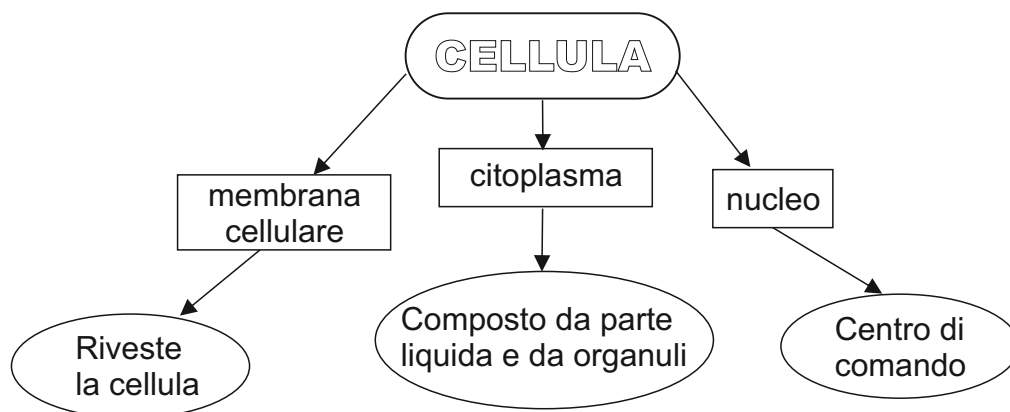 CELLULA
membrana
cellulare
citoplasma
nucleo
Riveste
la cellula
Composto da parte
liquida e da organuli
Centro di
comando